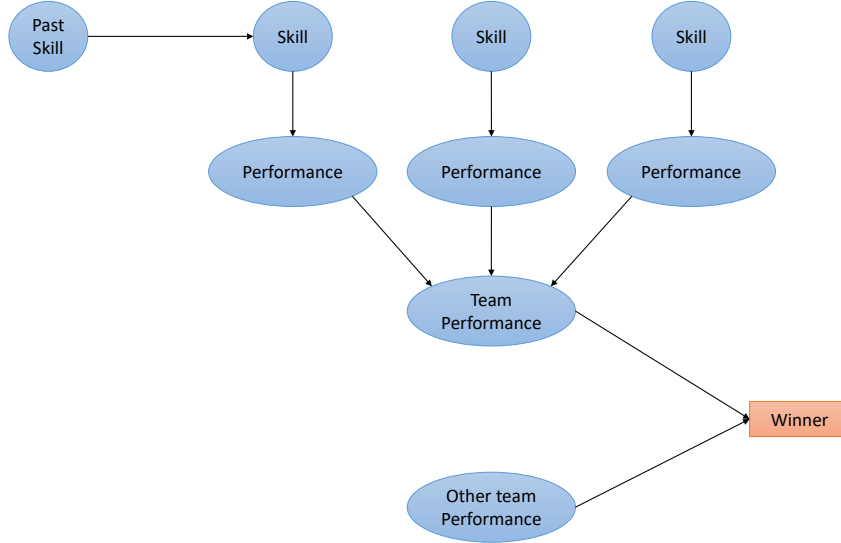 Past
Skill
Skill
Skill
Skill
Performance
Performance
Performance
Team
Performance
Winner
Other team
Performance